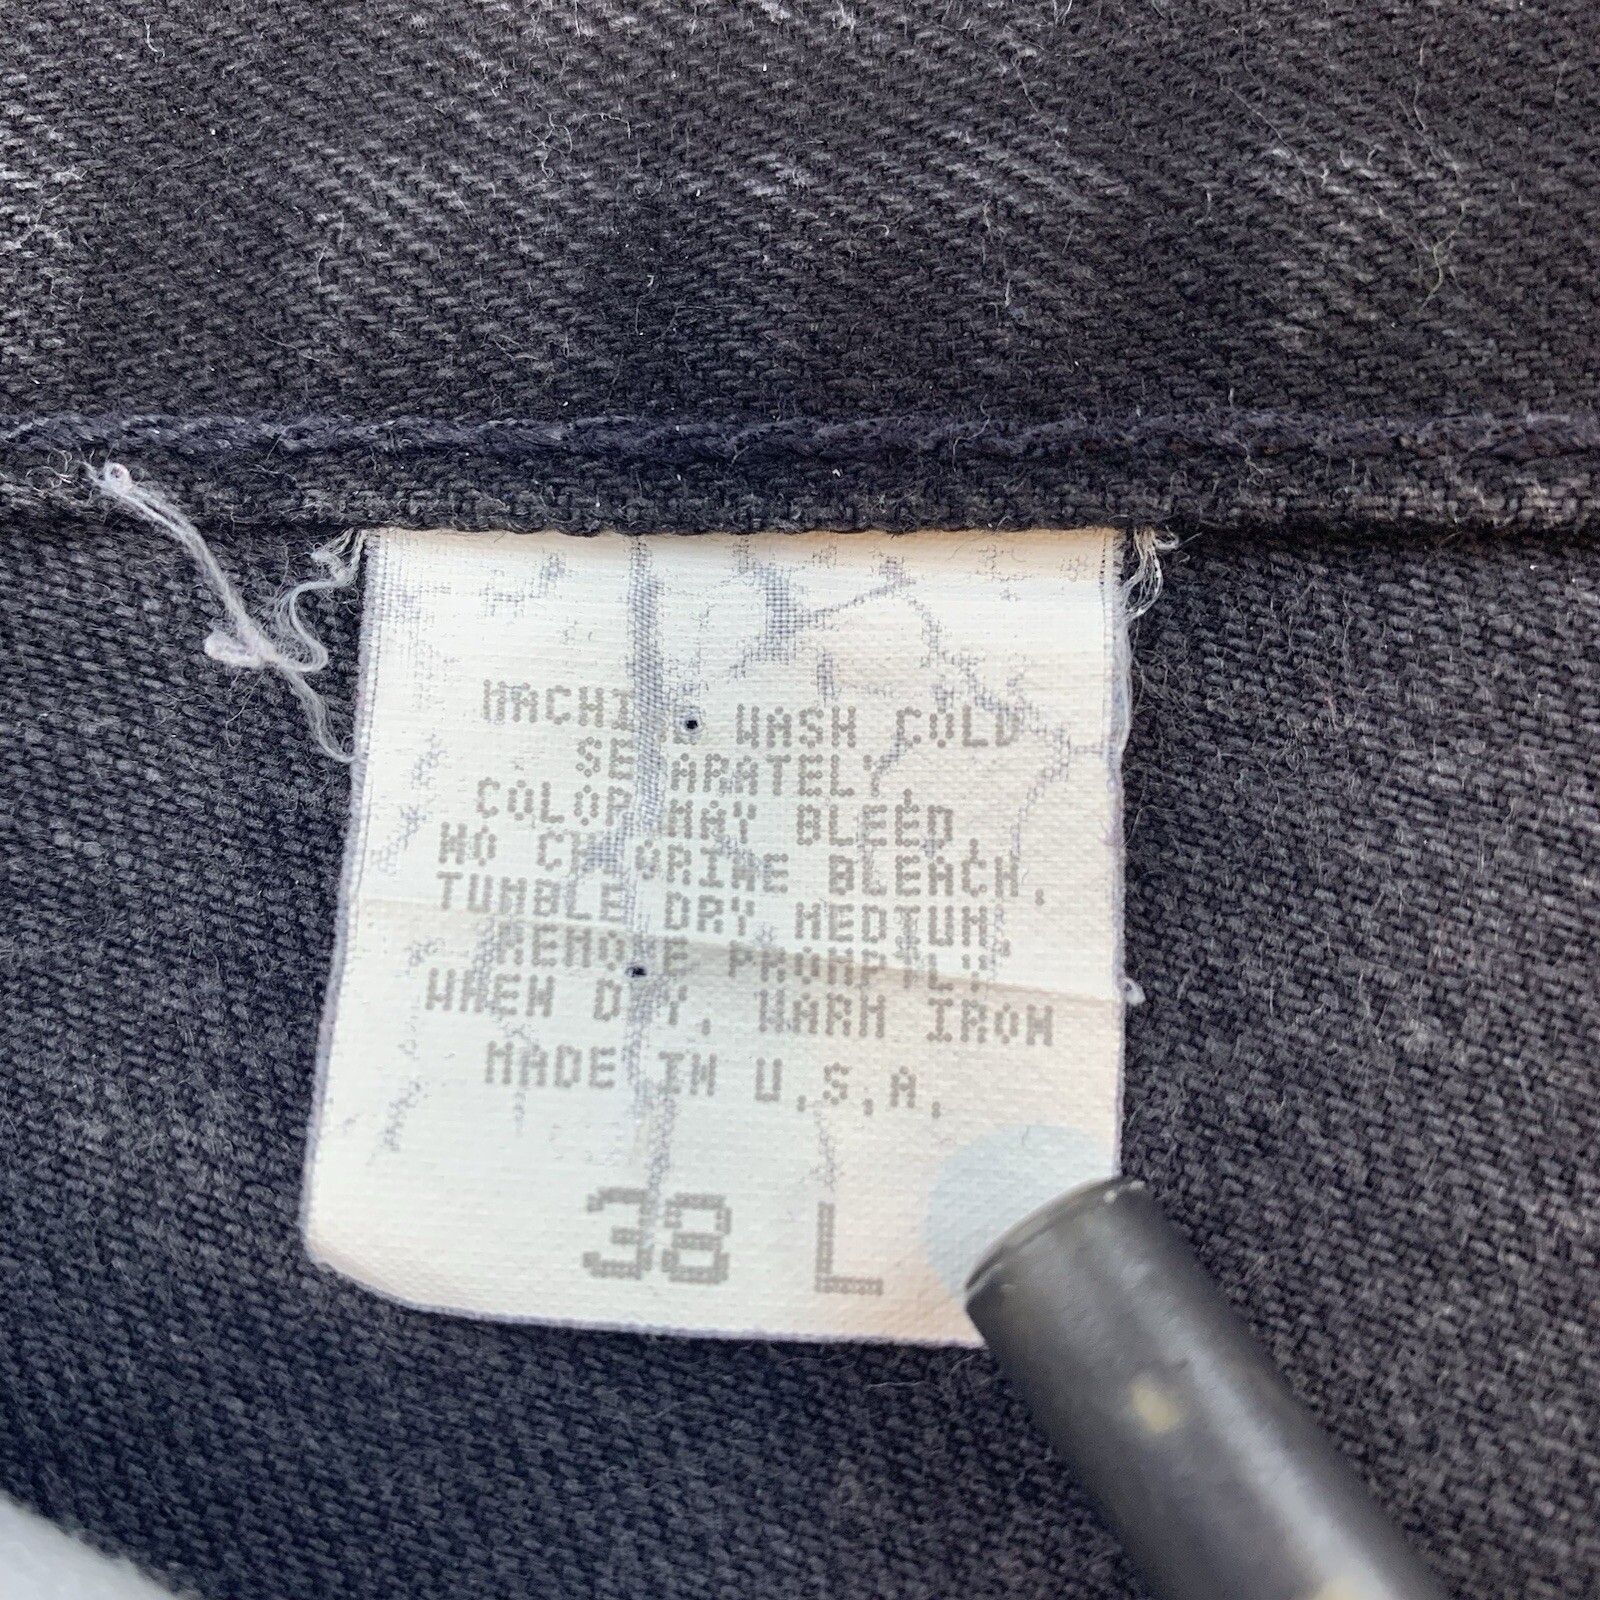 MACHINE WASH COLD
SEPARATELY,
COLOR MAY BLEED,
NO CHLORINE BLEACH,
TUMBLE DRY MEDIUM,
REMOVE PROMPTLY
WHEN DRY, WARM IRON
MADE IN U.S.A.
38 L